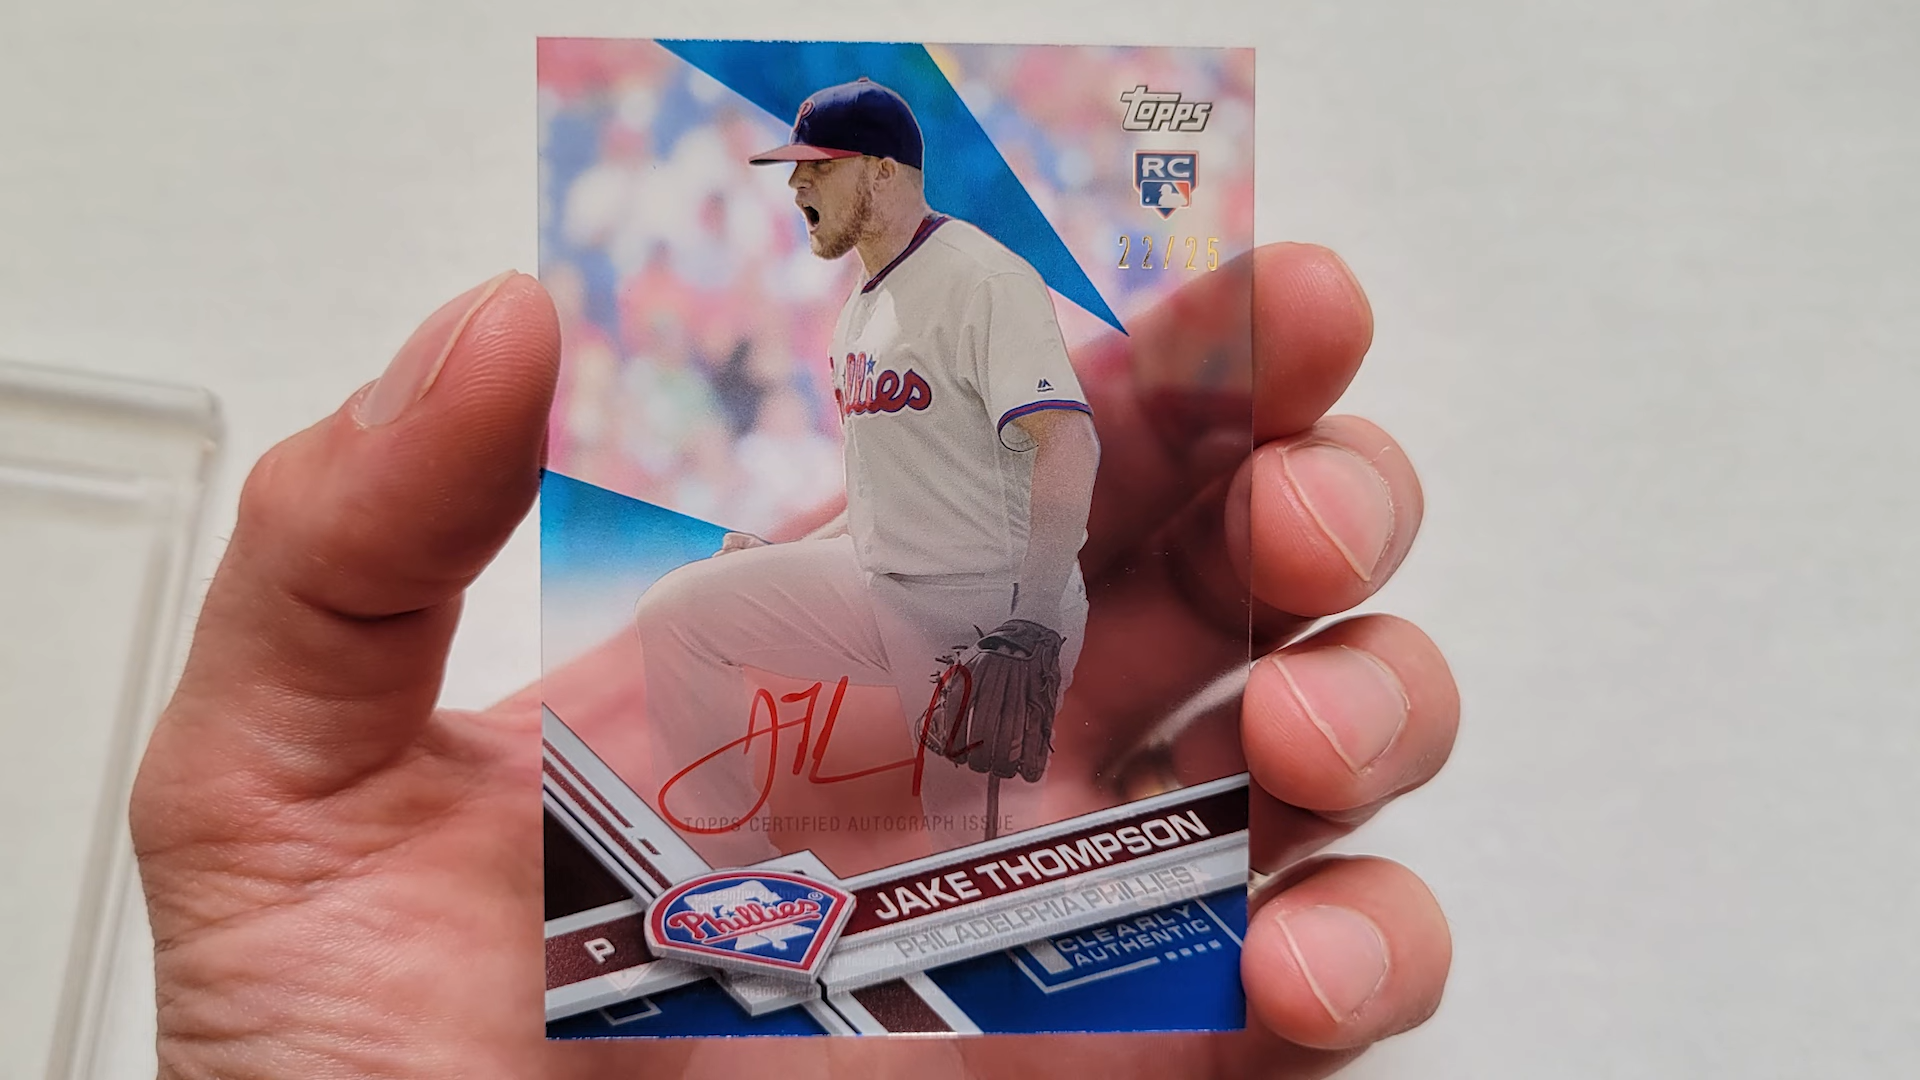 Topps
RC
22/25
P
Phillies
TOPPS CERTIFIED AUTOGRAPH ISSUE
JAKE THOMPSON
PHILADELPHIA PHILLIES
Phillies
P
CLEARLY
AUTHENTIC